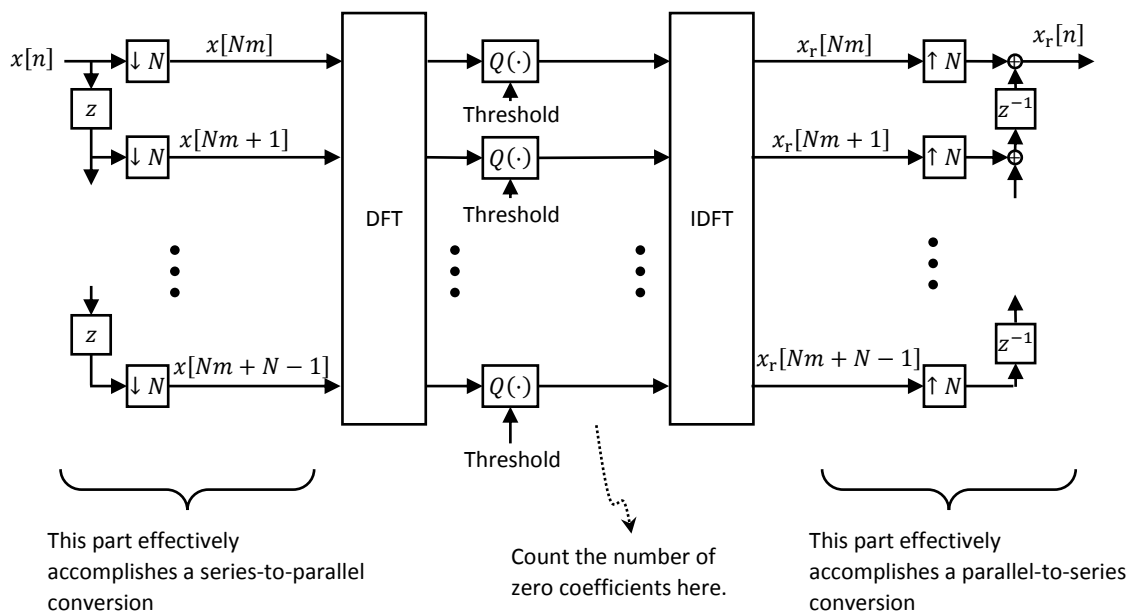 x[n]
↓ N
x[Nm]
Q(·)
Threshold
x_r[Nm]
↑ N
x_r[n]
z
z⁻¹
↓ N
x[Nm + 1]
Q(·)
Threshold
x_r[Nm + 1]
↑ N
DFT
IDFT
z
z⁻¹
↓ N
x[Nm + N − 1]
Q(·)
Threshold
x_r[Nm + N − 1]
↑ N
This part effectively
accomplishes a series-to-parallel
conversion
Count the number of
zero coefficients here.
This part effectively
accomplishes a parallel-to-series
conversion